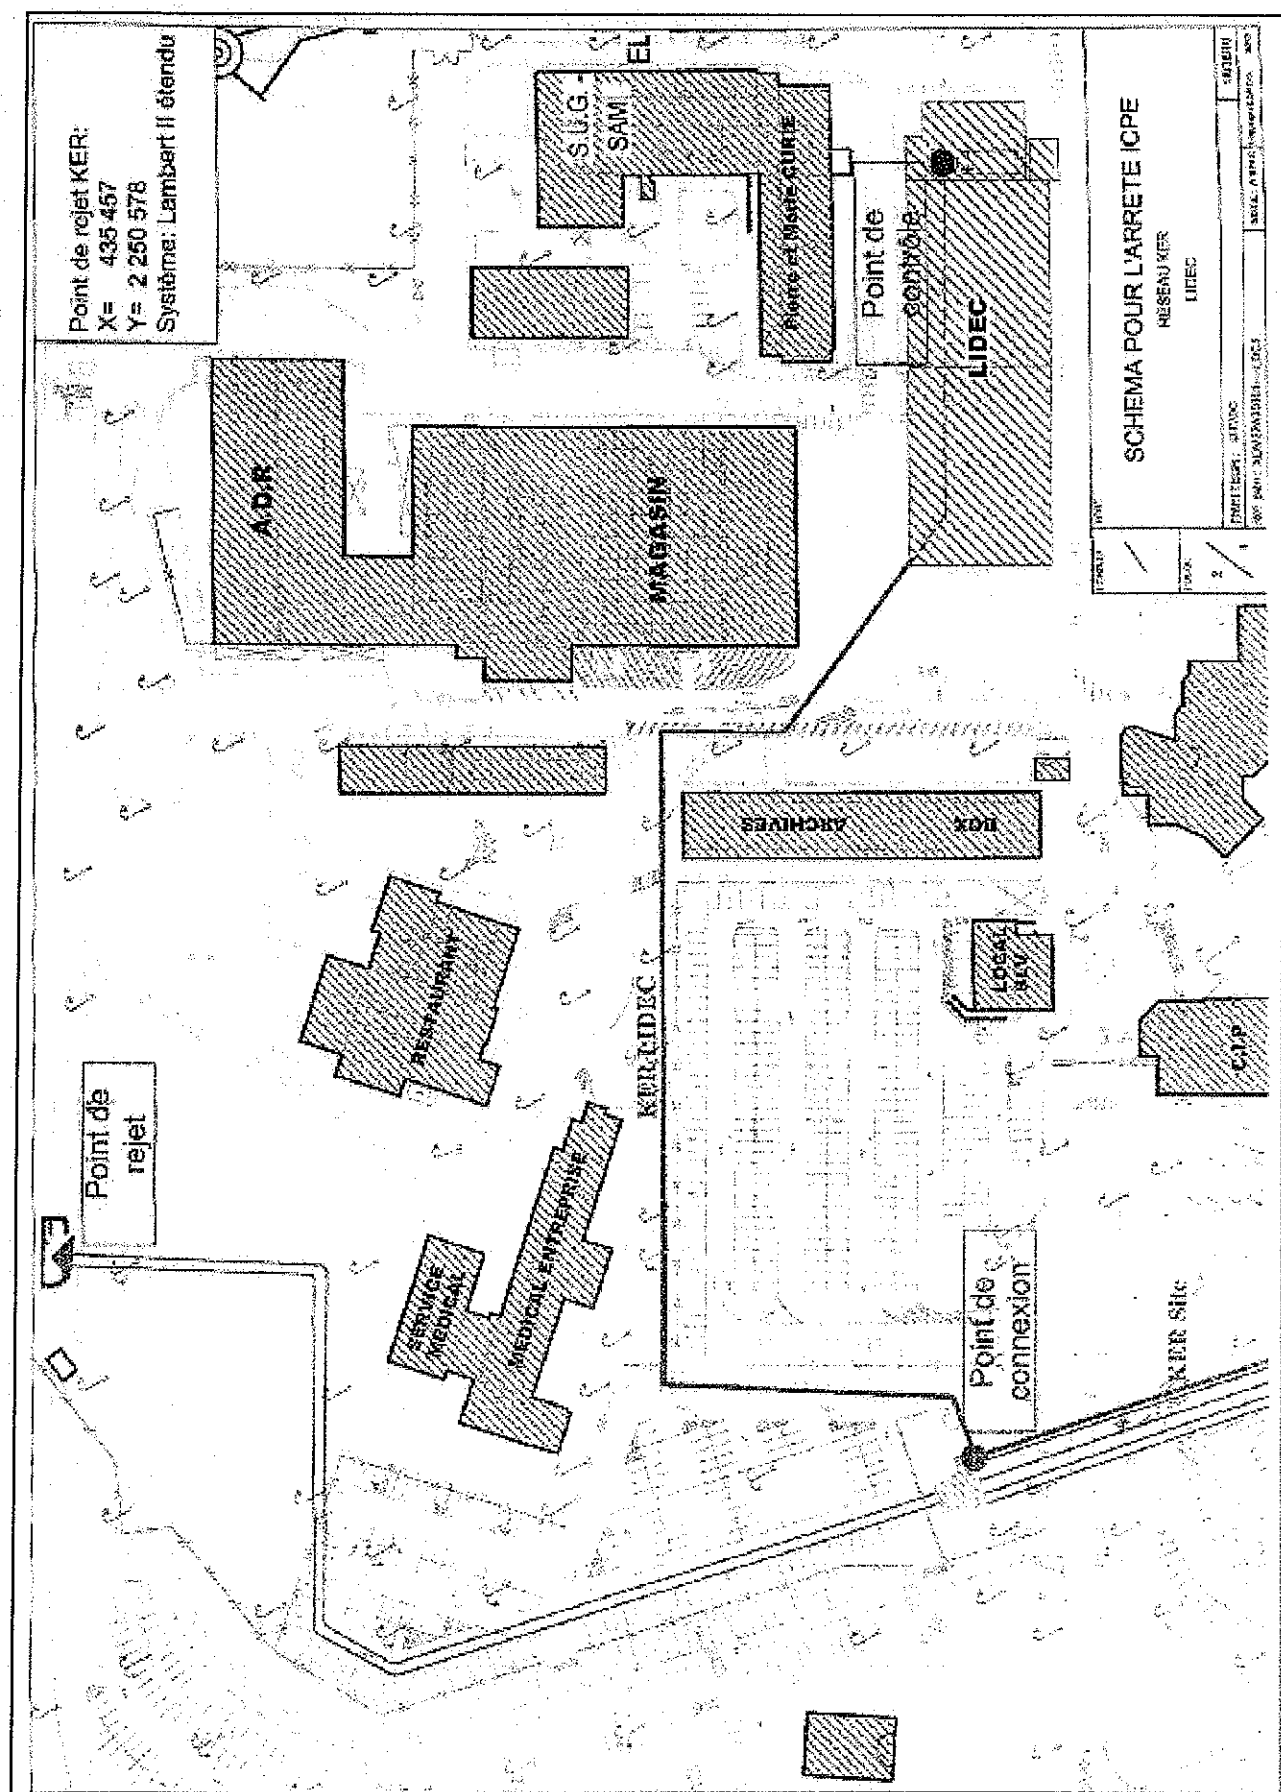 Point de rejet KER:
X= 435 457
Y= 2 250 578
Système: Lambert II étendu
EL
S.U.G.
SAM
Pierre et Marie CURIE
Point de
contrôle
LIDEC
A.D.R
MAGASIN
ARCHIVES
BOX
RESTAURANT
LOCAL
C.I.P
KER LIDEC
Point de
rejet
SERVICE
MEDICAL
MEDICAL ENTREPRISE
Point de
connexion
KER Site
SCHEMA POUR L'ARRETE ICPE
RESEAU KER
LIDEC